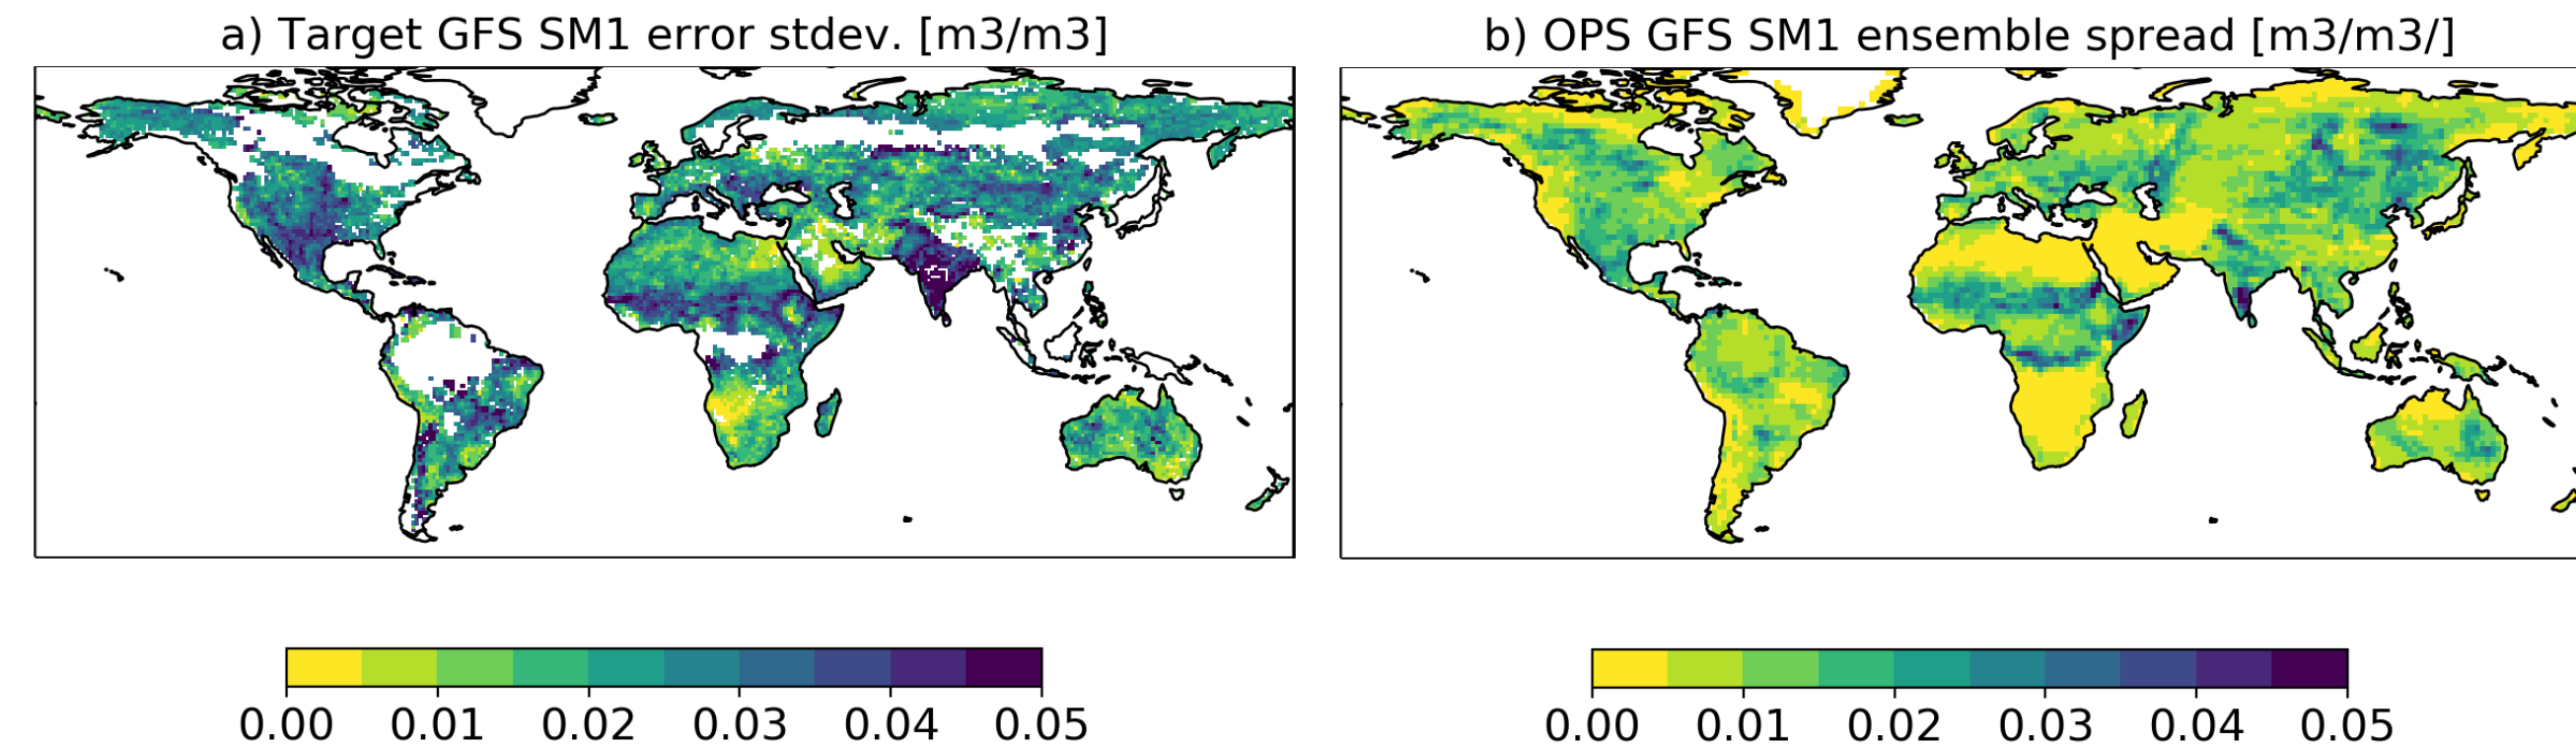 a) Target GFS SM1 error stdev. [m3/m3]
b) OPS GFS SM1 ensemble spread [m3/m3/]
0.00 0.01 0.02 0.03 0.04 0.05
0.00 0.01 0.02 0.03 0.04 0.05